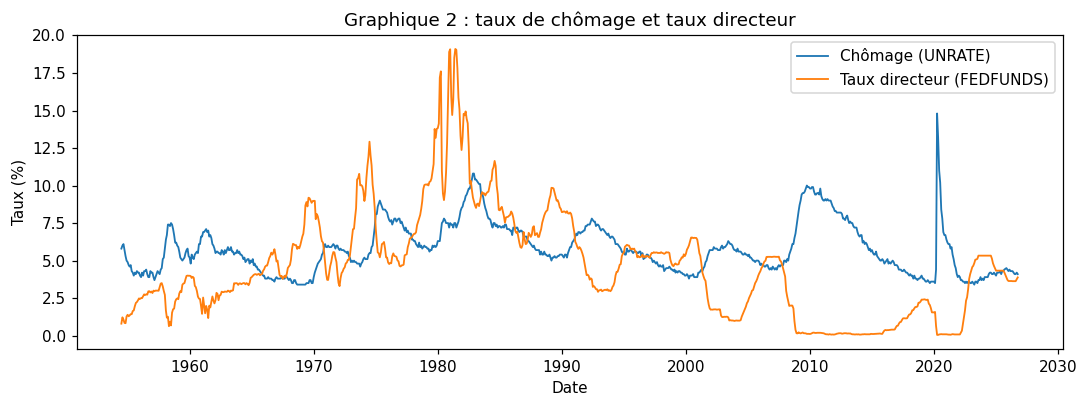 Graphique 2 : taux de chômage et taux directeur
Taux (%)
20.0
17.5
15.0
12.5
10.0
7.5
5.0
2.5
0.0
Chômage (UNRATE)
Taux directeur (FEDFUNDS)
1960 1970 1980 1990 2000 2010 2020 2030
Date